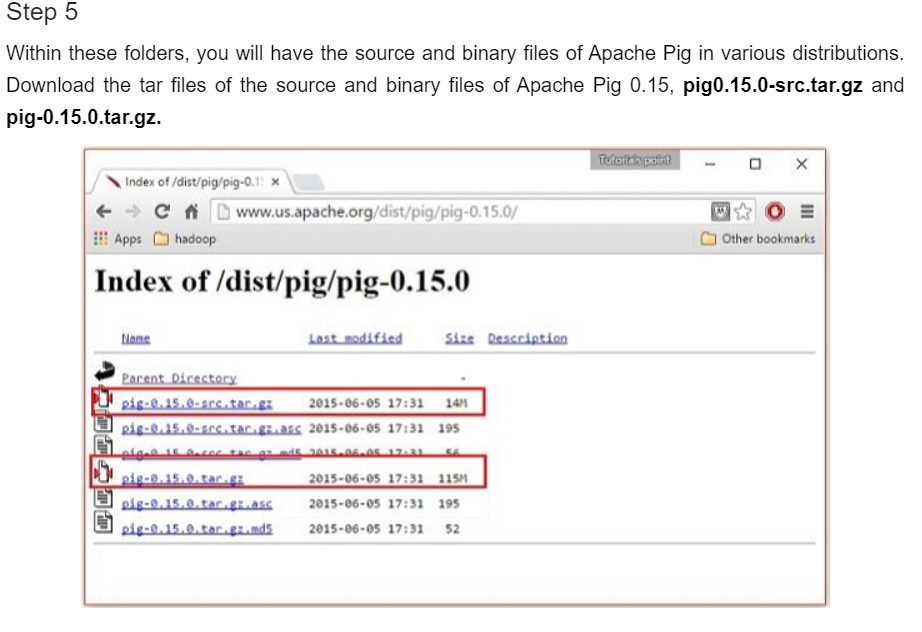 Step 5
Within these folders, you will have the source and binary files of Apache Pig in various distributions.
Download the tar files of the source and binary files of Apache Pig 0.15, pig0.15.0-src.tar.gz and
pig-0.15.0.tar.gz.
Tutorials point
Index of /dist/pig/pig-0.1
www.us.apache.org/dist/pig/pig-0.15.0/
Apps hadoop Other bookmarks
Index of /dist/pig/pig-0.15.0
Name Last modified Size Description
Parent Directory -
pig-0.15.0-src.tar.gz 2015-06-05 17:31 14M
pig-0.15.0-src.tar.gz.asc 2015-06-05 17:31 195
pig-0.15.0-src.tar.gz.md5 2015-06-05 17:31 56
pig-0.15.0.tar.gz 2015-06-05 17:31 115M
pig-0.15.0.tar.gz.asc 2015-06-05 17:31 195
pig-0.15.0.tar.gz.md5 2015-06-05 17:31 52